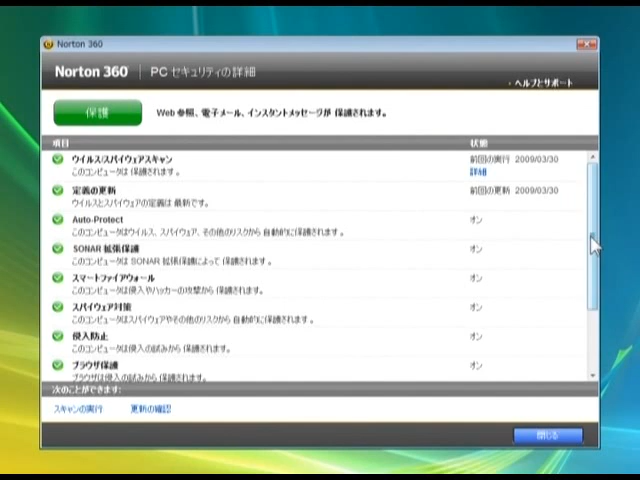 Norton 360
Norton 360 PC セキュリティの詳細
ヘルプとサポート
保護 Web 参照、電子メール、インスタントメッセージが 保護されます。
項目 状態
ウイルス/スパイウェアスキャン 前回の実行 2009/03/30
このコンピュータは 保護されます 。 詳細
定義の更新 前回の更新 2009/03/30
ウイルスとスパイウェアの定義は 最新です。
Auto-Protect オン
このコンピュータはウイルス、スパイウェア、その他のリスクから 自動的に保護されます 。
SONAR 拡張保護 オン
このコンピュータは SONAR 拡張保護によって 保護されます 。
スマートファイアウォール オン
このコンピュータは侵入やハッカーの攻撃から 保護されます。
スパイウェア対策 オン
このコンピュータはスパイウェアやその他のリスクから 自動的に保護されます 。
侵入防止 オン
このコンピュータは侵入の試みから 保護されます。
ブラウザ保護 オン
ブラウザは侵入の試みから 保護されます。
次のことができます:
スキャンの実行 更新の確認
閉じる